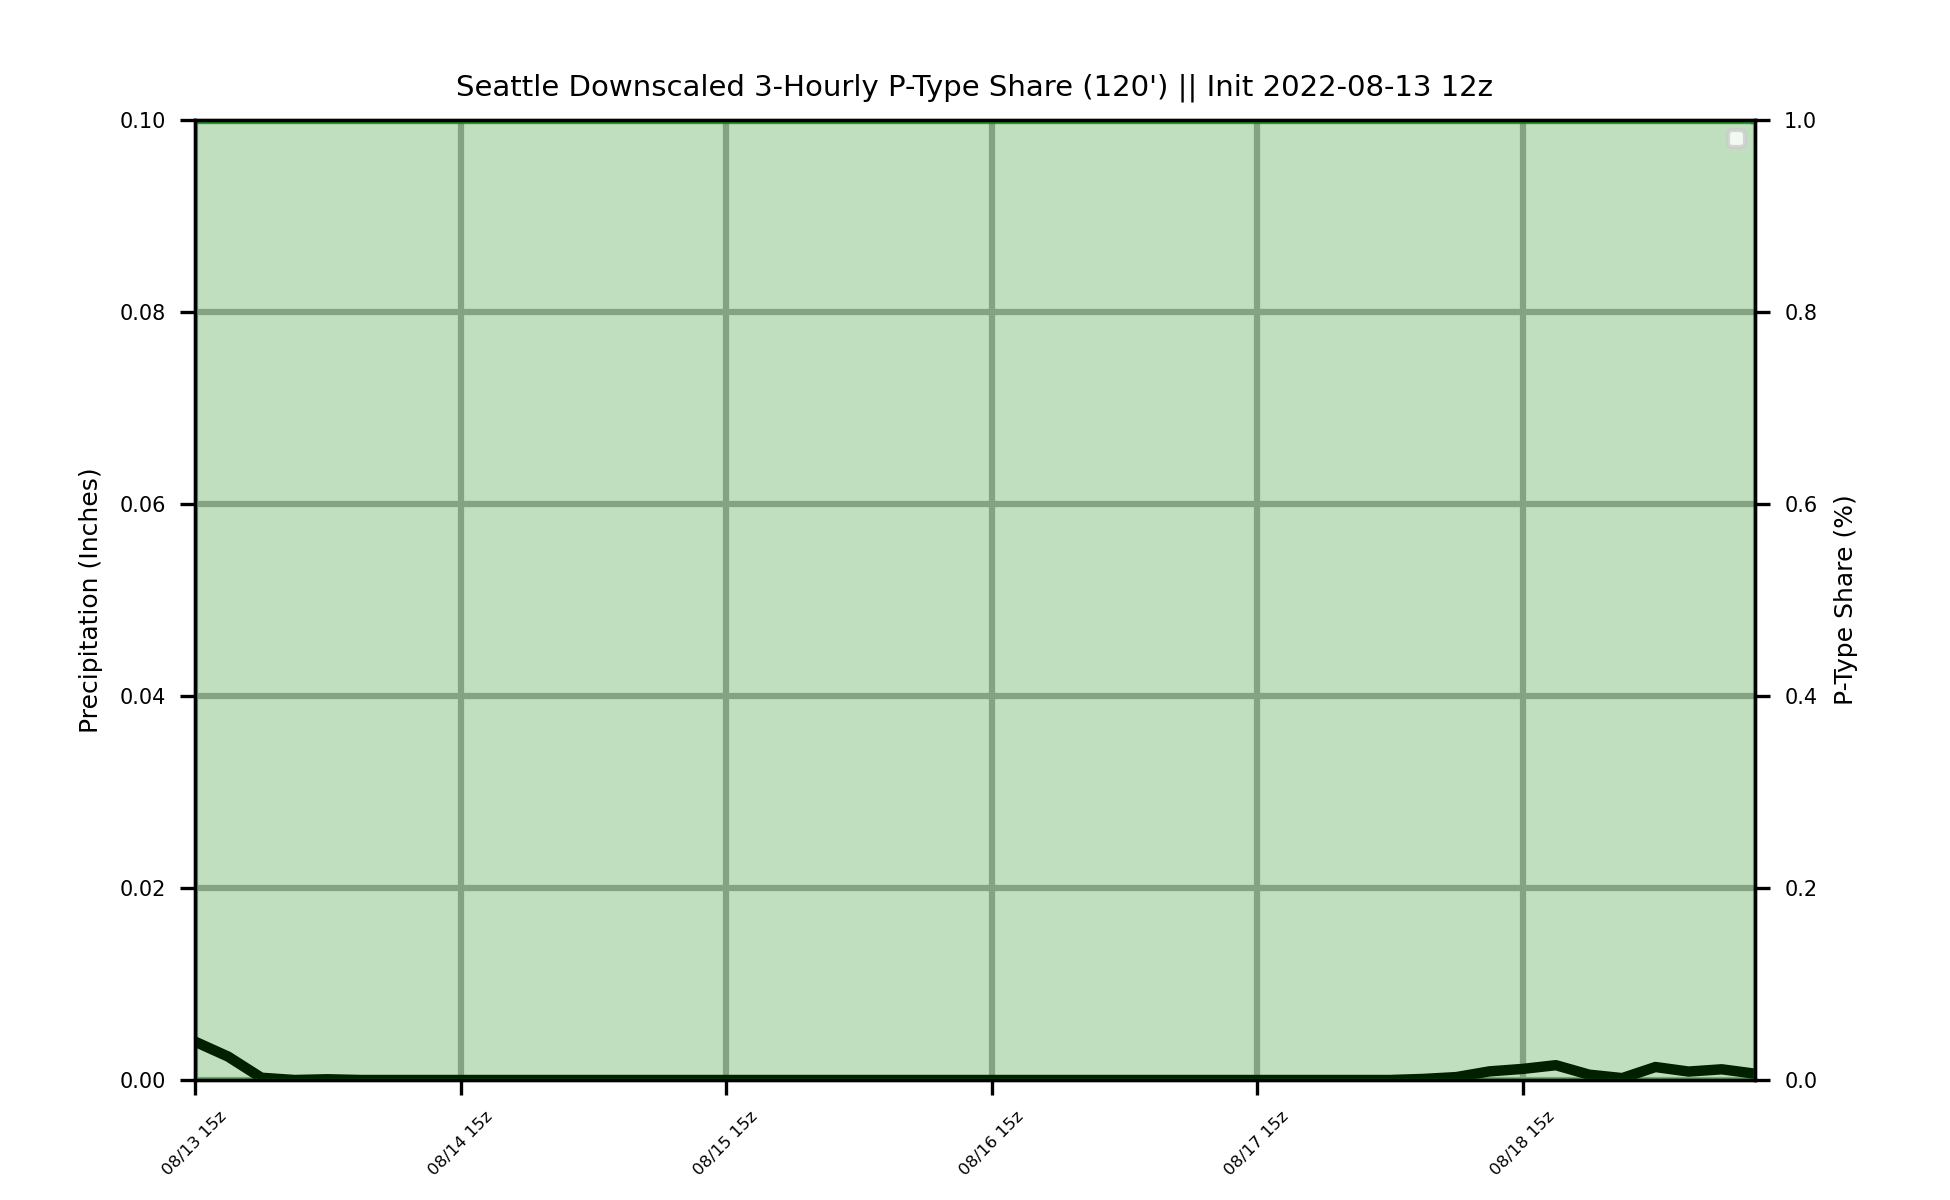 Seattle Downscaled 3-Hourly P-Type Share (120') || Init 2022-08-13 12z
0.10
0.08
0.06
0.04
0.02
0.00
Precipitation (Inches)
1.0
0.8
0.6
0.4
0.2
0.0
P-Type Share (%)
08/13 15z
08/14 15z
08/15 15z
08/16 15z
08/17 15z
08/18 15z